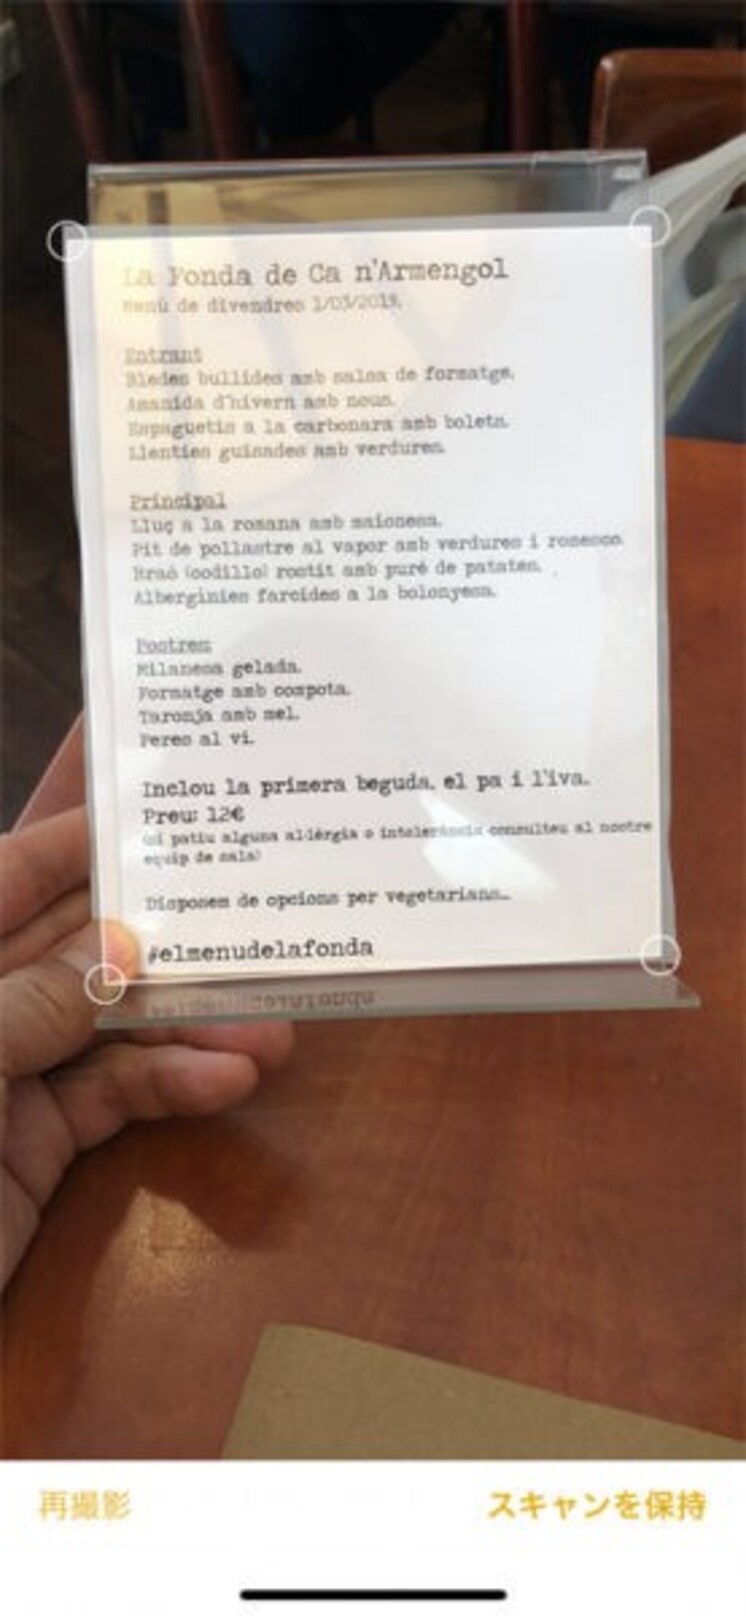 La Fonda de Ca n'Armengol
Menú de divendres 1/03/2019.
Entrant
Bledes bullides amb salsa de formatge.
Amanida d'hivern amb nous.
Espaguetis a la carbonara amb bolets.
Llenties guisades amb verdures.
Principal
Lluç a la romana amb maionesa.
Pit de pollastre al vapor amb verdures i romesco.
Braó (codillo) rostit amb puré de patates.
Albergínies farcides a la bolonyesa.
Postres
Milanesa gelada.
Formatge amb compota.
Taronja amb mel.
Peres al vi.
Inclou la primera beguda, el pa i l'iva.
Preu: 12€
(si patiu alguna al·lèrgia o intolerància consulteu al nostre
equip de sala)
Disposem de opcions per vegetarians...
#elmenudelafonda
再撮影
スキャンを保持